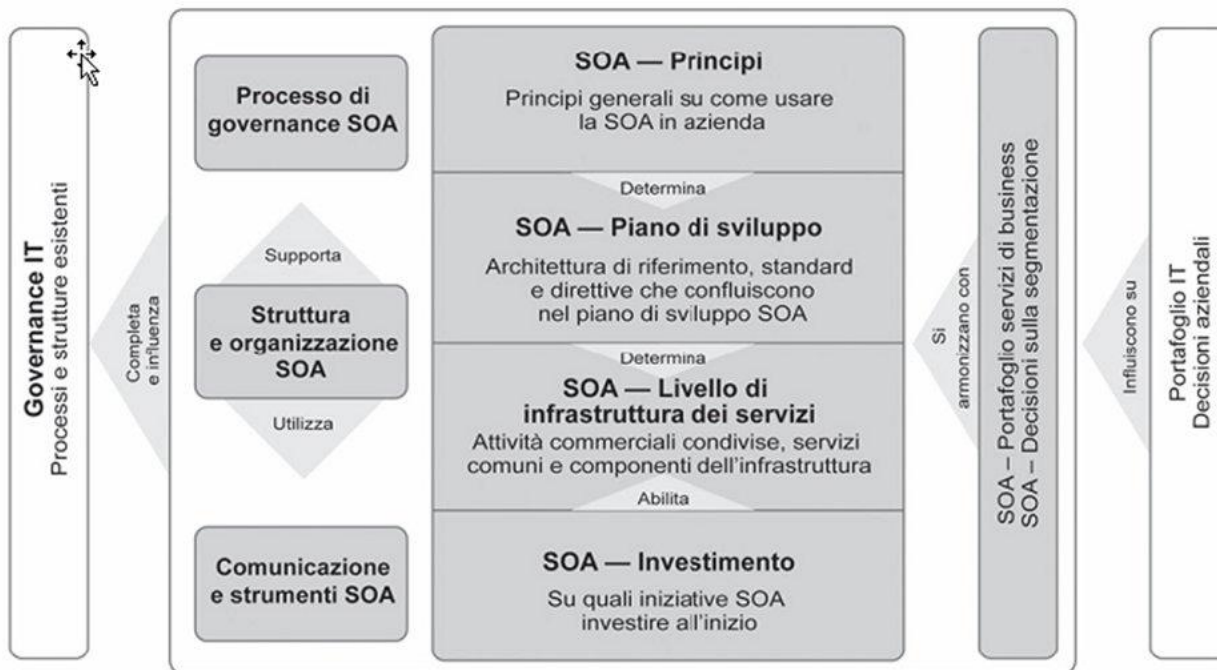 Governance IT
Processi e strutture esistenti
Completa
e influenza
Processo di
governance SOA
Supporta
Struttura
e organizzazione
SOA
Utilizza
Comunicazione
e strumenti SOA
SOA — Principi
Principi generali su come usare
la SOA in azienda
Determina
SOA — Piano di sviluppo
Architettura di riferimento, standard
e direttive che confluiscono
nel piano di sviluppo SOA
Determina
SOA — Livello di
infrastruttura dei servizi
Attività commerciali condivise, servizi
comuni e componenti dell'infrastruttura
Abilita
SOA — Investimento
Su quali iniziative SOA
investire all'inizio
Si
armonizzano con
SOA — Portafoglio servizi di business
SOA — Decisioni sulla segmentazione
Influiscono su
Portafoglio IT
Decisioni aziendali